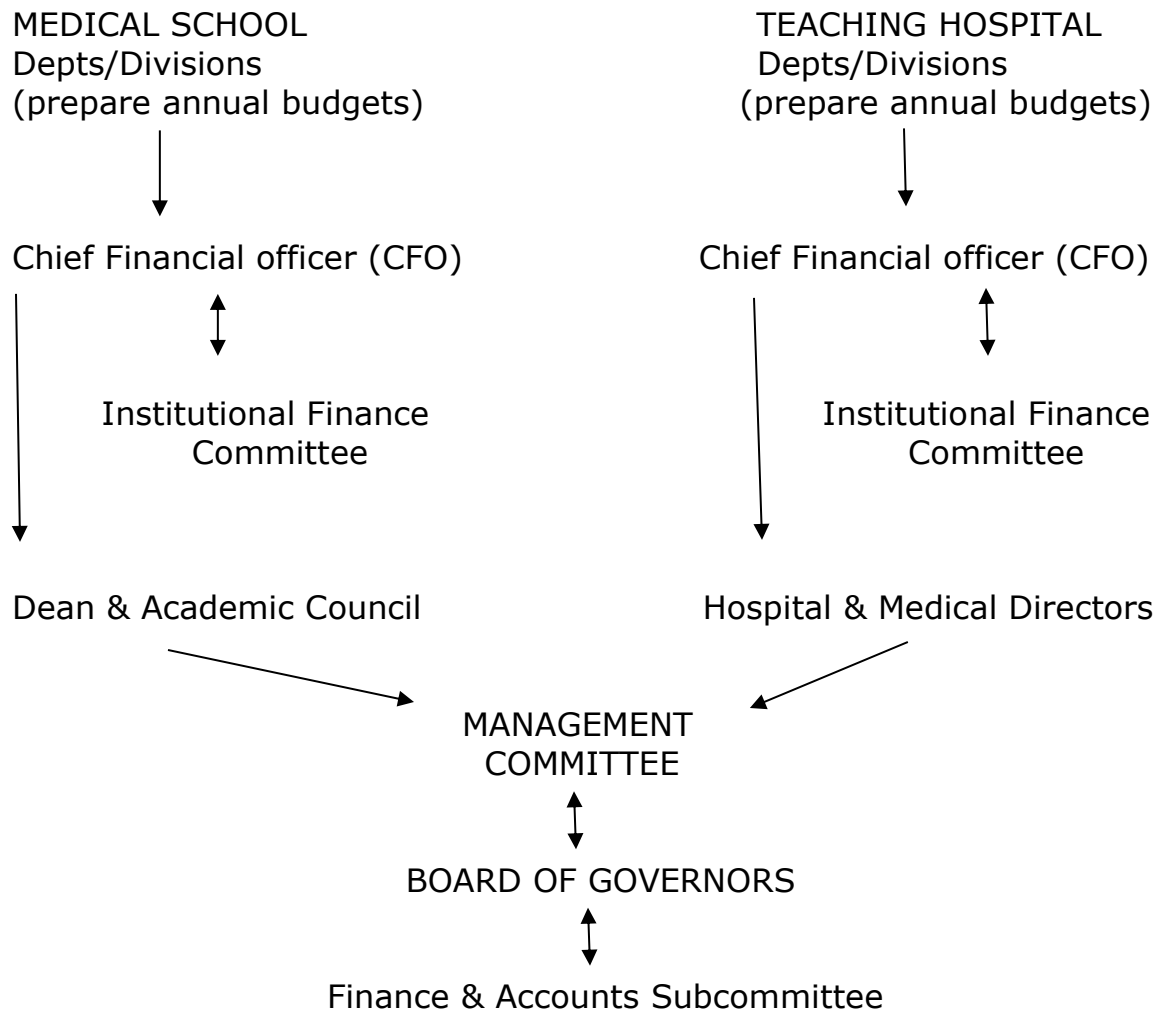 MEDICAL SCHOOL
Depts/Divisions
(prepare annual budgets)
TEACHING HOSPITAL
Depts/Divisions
(prepare annual budgets)
Chief Financial officer (CFO)
Chief Financial officer (CFO)
Institutional Finance
Committee
Institutional Finance
Committee
Dean & Academic Council
Hospital & Medical Directors
MANAGEMENT
COMMITTEE
BOARD OF GOVERNORS
Finance & Accounts Subcommittee